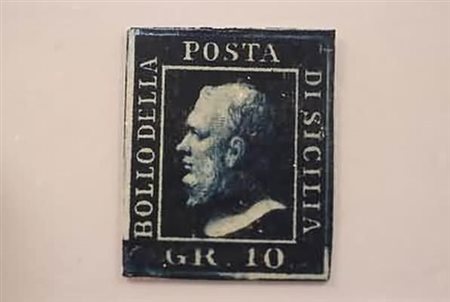 BOLLO DELLA
POSTA
DI SICILIA
GR. 10